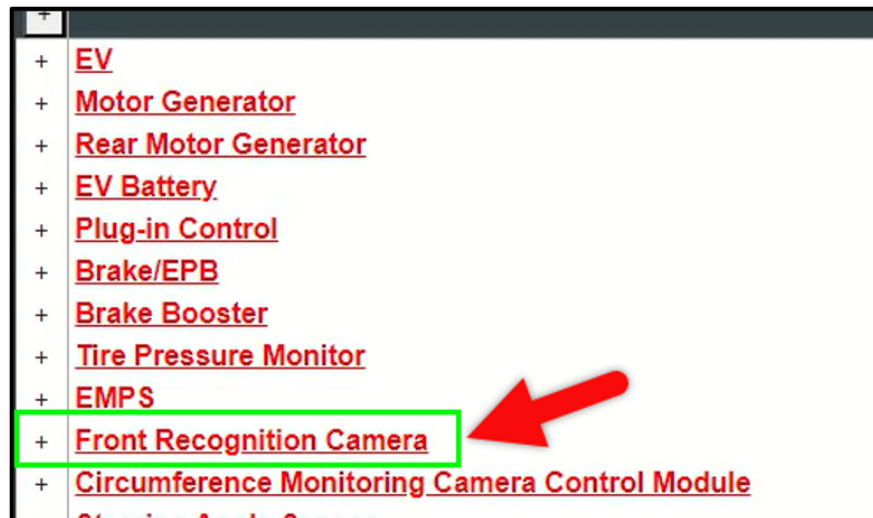 +
+ EV
+ Motor Generator
+ Rear Motor Generator
+ EV Battery
+ Plug-in Control
+ Brake/EPB
+ Brake Booster
+ Tire Pressure Monitor
+ EMPS
+ Front Recognition Camera
+ Circumference Monitoring Camera Control Module